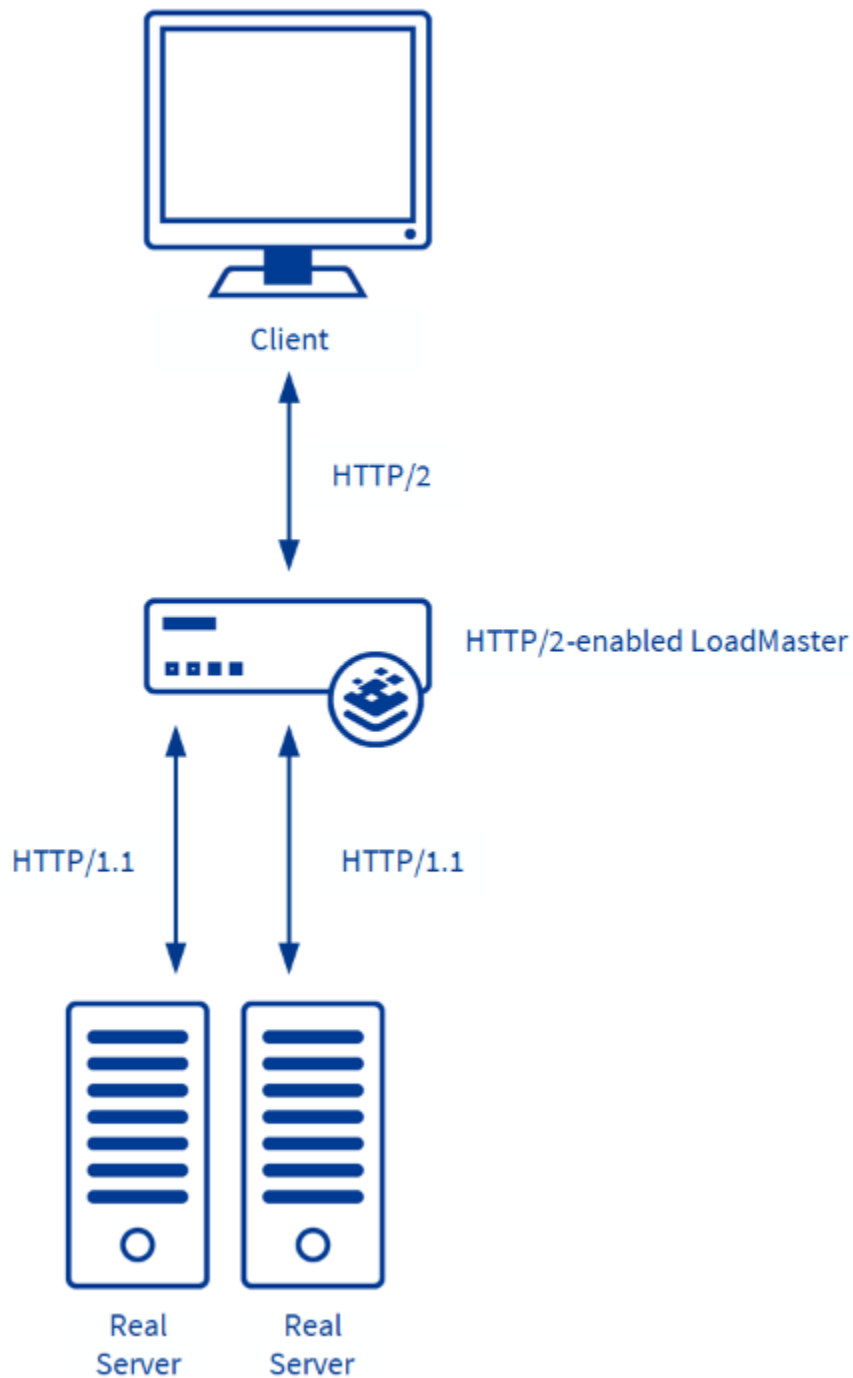 Client
HTTP/2
HTTP/2-enabled LoadMaster
HTTP/1.1
HTTP/1.1
Real
Server
Real
Server